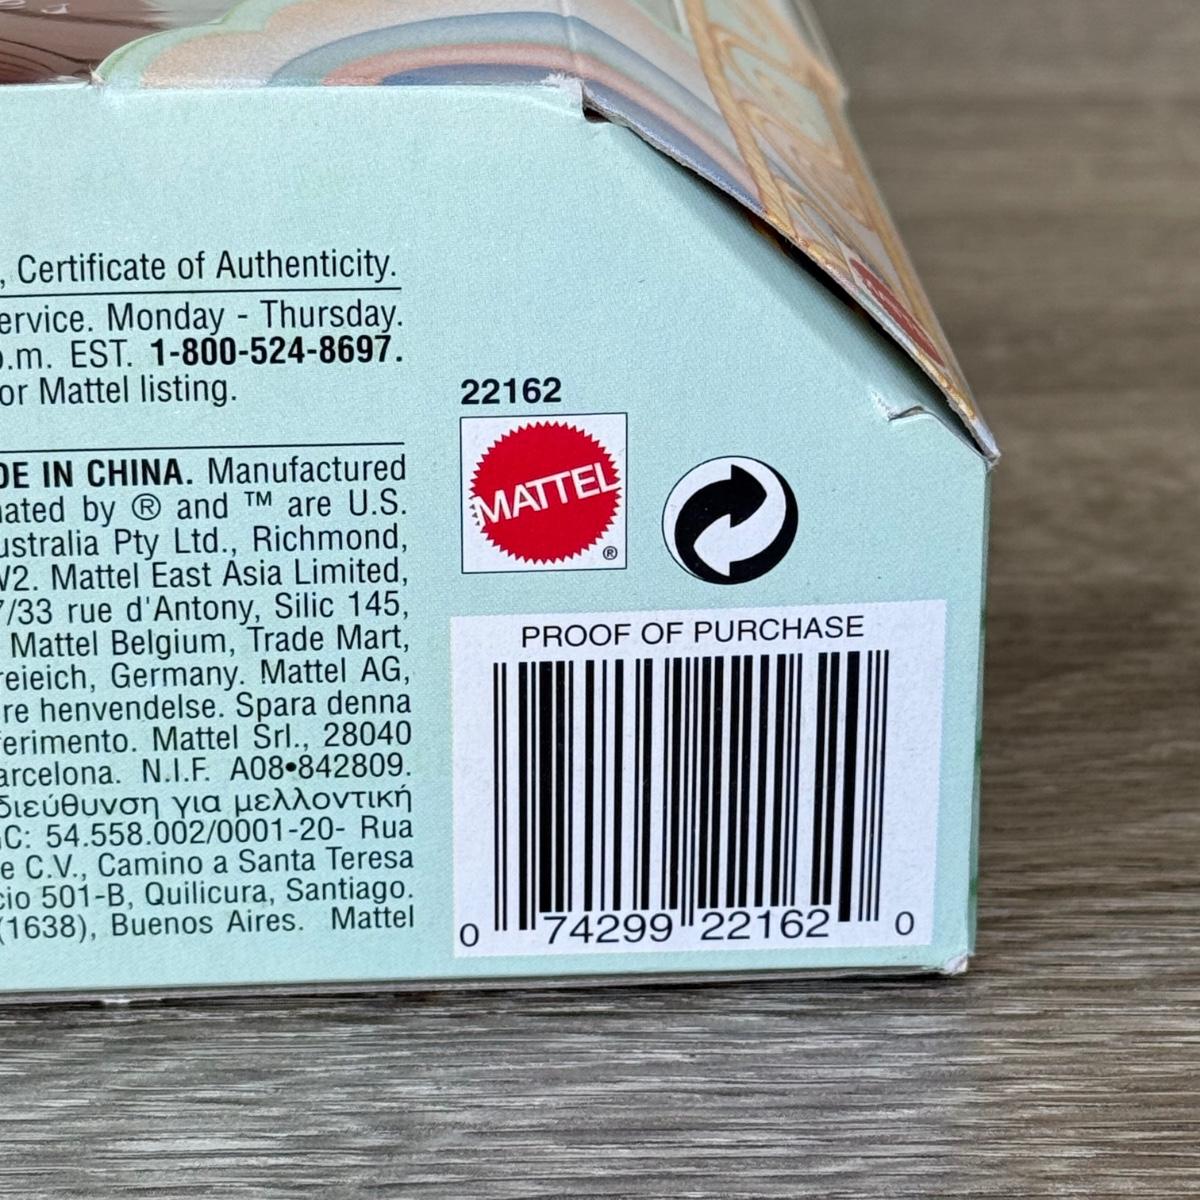 , Certificate of Authenticity.
ervice. Monday - Thursday.
p.m. EST. 1-800-524-8697.
or Mattel listing.
DE IN CHINA. Manufactured
nated by ® and ™ are U.S.
ustralia Pty Ltd., Richmond,
V2. Mattel East Asia Limited,
7/33 rue d'Antony, Silic 145,
Mattel Belgium, Trade Mart,
reieich, Germany. Mattel AG,
re henvendelse. Spara denna
ferimento. Mattel Srl., 28040
arcelona. N.I.F. A08•842809.
διεύθυνση για μελλοντική
C: 54.558.002/0001-20- Rua
e C.V., Camino a Santa Teresa
cio 501-B, Quilicura, Santiago.
(1638), Buenos Aires. Mattel
22162
MATTEL
®
PROOF OF PURCHASE
0 74299 22162 0